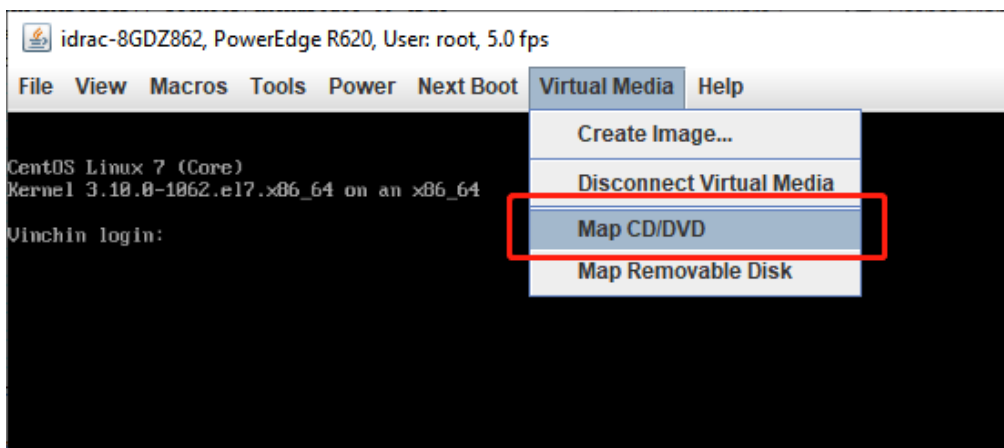 idrac-8GDZ862, PowerEdge R620, User: root, 5.0 fps
File View Macros Tools Power Next Boot Virtual Media Help
Create Image...
Disconnect Virtual Media
Map CD/DVD
Map Removable Disk
CentOS Linux 7 (Core)
Kernel 3.10.0-1062.el7.x86_64 on an x86_64
Vinchin login: